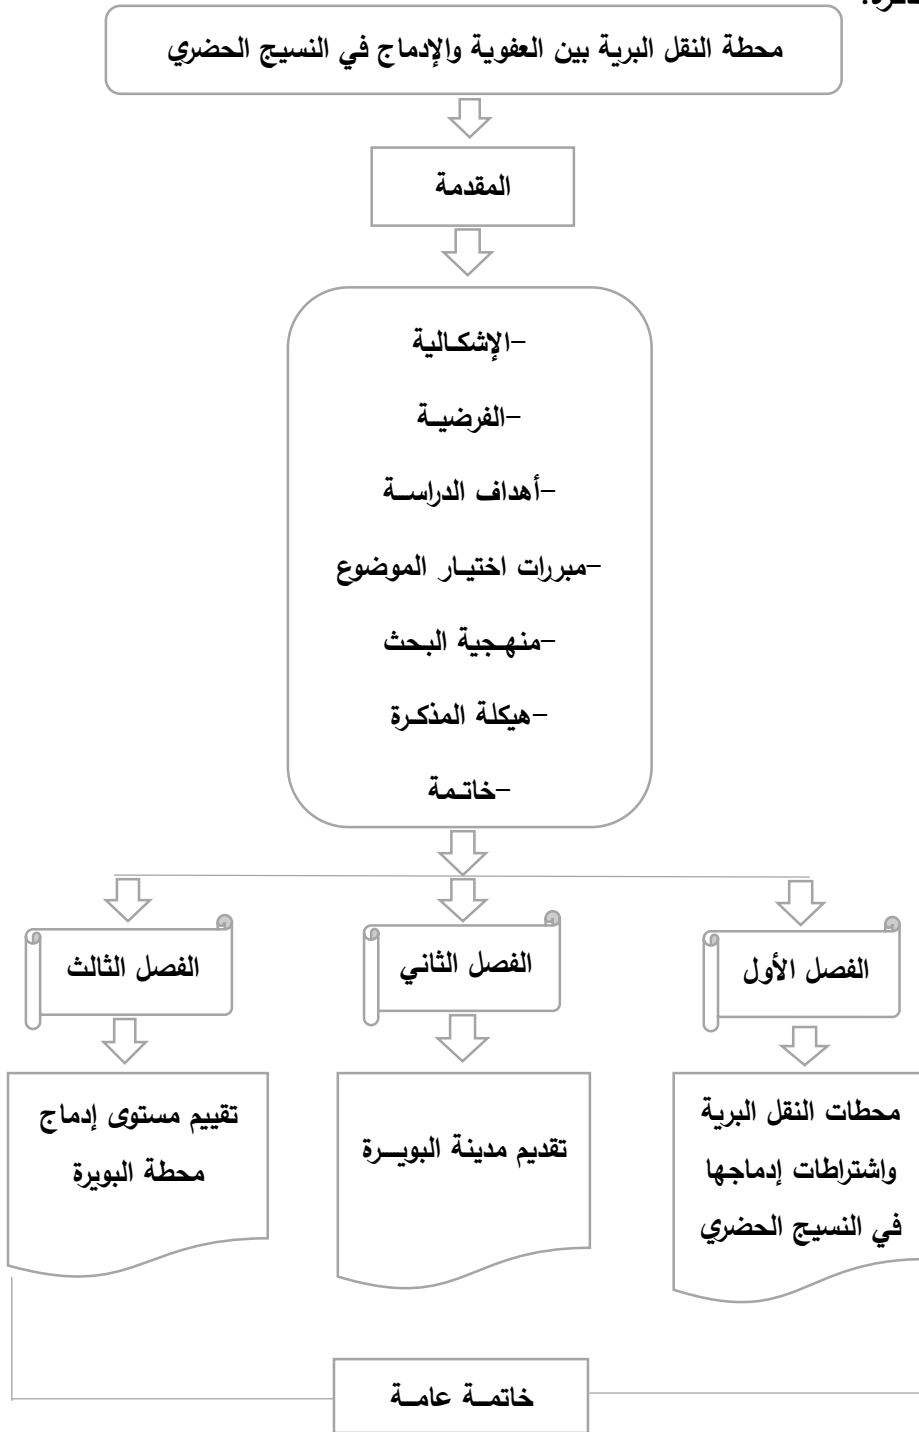 محطة النقل البرية بين العفوية والإدماج في النسيج الحضري
المقدمة
-الإشكالية
-الفرضية
-أهداف الدراسة
-مبررات اختيار الموضوع
-منهجية البحث
-هيكلة المذكرة
-خاتمة
الفصل الأول
الفصل الثاني
الفصل الثالث
محطات النقل البرية
واشتراطات إدماجها
في النسيج الحضري
تقديم مدينة البويرة
تقييم مستوى إدماج
محطة البويرة
خاتمة عامة